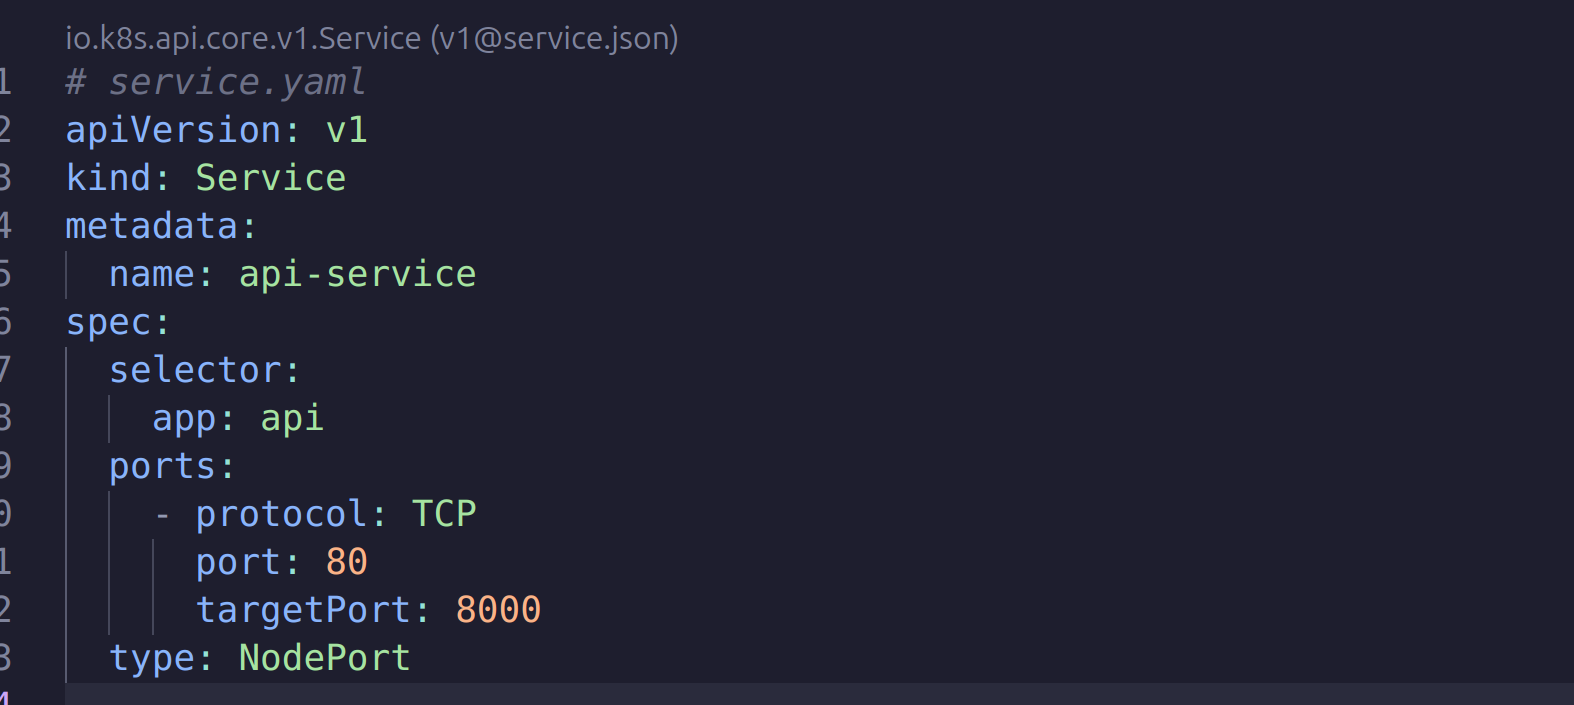 io.k8s.api.core.v1.Service (v1@service.json)
1 # service.yaml
2 apiVersion: v1
3 kind: Service
4 metadata:
5   name: api-service
6 spec:
7   selector:
8     app: api
9   ports:
0     - protocol: TCP
1       port: 80
2       targetPort: 8000
3   type: NodePort
4